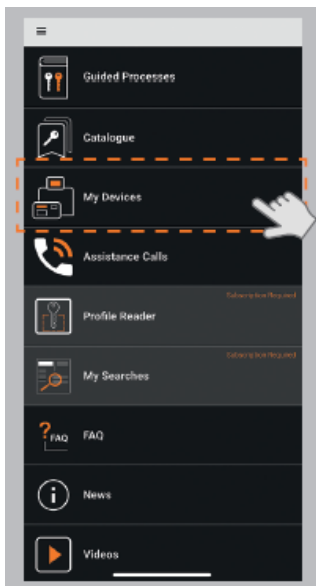 Guided Processes
Catalogue
My Devices
Assistance Calls
Subscription Required
Profile Reader
Subscription Required
My Searches
FAQ
FAQ
News
Videos